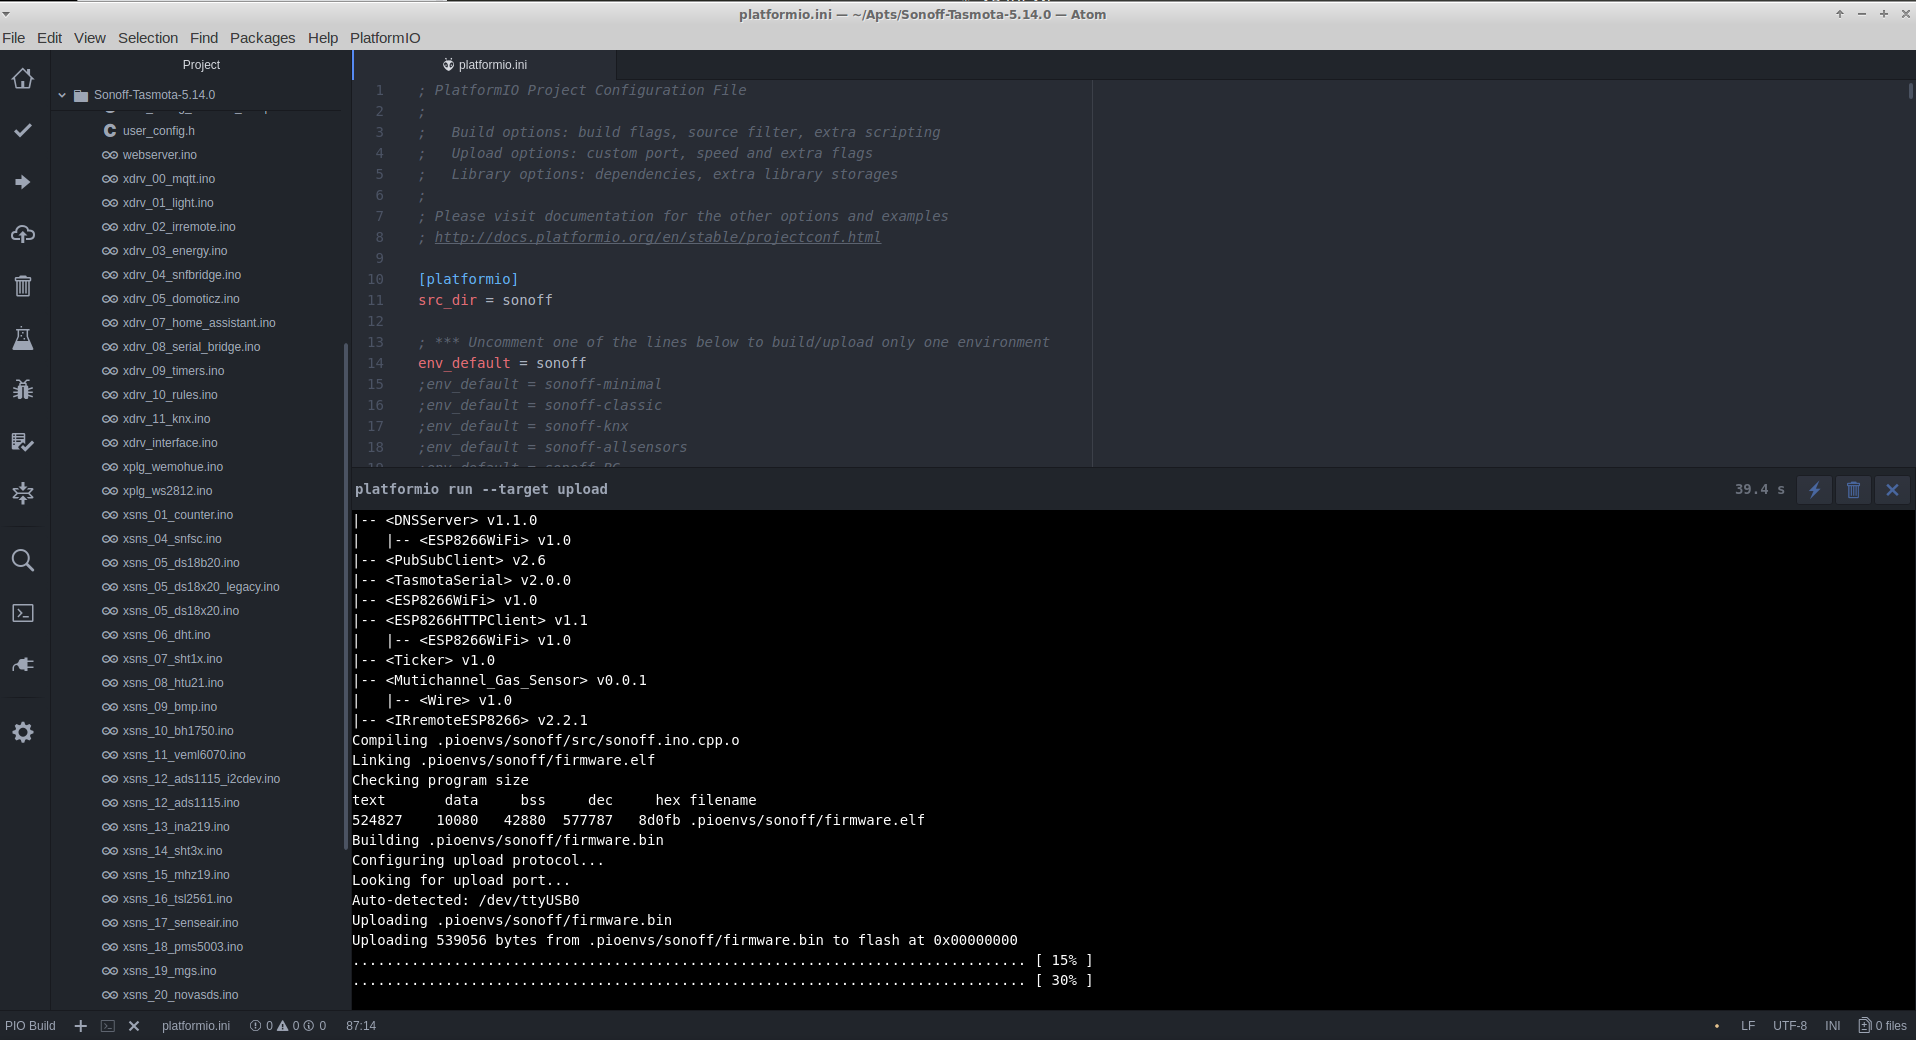 platformio.ini — ~/Apts/Sonoff-Tasmota-5.14.0 — Atom
File Edit View Selection Find Packages Help PlatformIO
Project
Sonoff-Tasmota-5.14.0
user_config.h
webserver.ino
xdrv_00_mqtt.ino
xdrv_01_light.ino
xdrv_02_irremote.ino
xdrv_03_energy.ino
xdrv_04_snfbridge.ino
xdrv_05_domoticz.ino
xdrv_07_home_assistant.ino
xdrv_08_serial_bridge.ino
xdrv_09_timers.ino
xdrv_10_rules.ino
xdrv_11_knx.ino
xdrv_interface.ino
xplg_wemohue.ino
xplg_ws2812.ino
xsns_01_counter.ino
xsns_04_snfsc.ino
xsns_05_ds18b20.ino
xsns_05_ds18x20_legacy.ino
xsns_05_ds18x20.ino
xsns_06_dht.ino
xsns_07_sht1x.ino
xsns_08_htu21.ino
xsns_09_bmp.ino
xsns_10_bh1750.ino
xsns_11_veml6070.ino
xsns_12_ads1115_i2cdev.ino
xsns_12_ads1115.ino
xsns_13_ina219.ino
xsns_14_sht3x.ino
xsns_15_mhz19.ino
xsns_16_tsl2561.ino
xsns_17_senseair.ino
xsns_18_pms5003.ino
xsns_19_mgs.ino
xsns_20_novasds.ino
platformio.ini
1 ; PlatformIO Project Configuration File
2 ;
3 ;   Build options: build flags, source filter, extra scripting
4 ;   Upload options: custom port, speed and extra flags
5 ;   Library options: dependencies, extra library storages
6 ;
7 ; Please visit documentation for the other options and examples
8 ; http://docs.platformio.org/en/stable/projectconf.html
9
10 [platformio]
11 src_dir = sonoff
12
13 ; *** Uncomment one of the lines below to build/upload only one environment
14 env_default = sonoff
15 ;env_default = sonoff-minimal
16 ;env_default = sonoff-classic
17 ;env_default = sonoff-knx
18 ;env_default = sonoff-allsensors
platformio run --target upload 39.4 s
|-- <DNSServer> v1.1.0
|   |-- <ESP8266WiFi> v1.0
|-- <PubSubClient> v2.6
|-- <TasmotaSerial> v2.0.0
|-- <ESP8266WiFi> v1.0
|-- <ESP8266HTTPClient> v1.1
|   |-- <ESP8266WiFi> v1.0
|-- <Ticker> v1.0
|-- <Mutichannel_Gas_Sensor> v0.0.1
|   |-- <Wire> v1.0
|-- <IRremoteESP8266> v2.2.1
Compiling .pioenvs/sonoff/src/sonoff.ino.cpp.o
Linking .pioenvs/sonoff/firmware.elf
Checking program size
text       data     bss     dec     hex filename
524827    10080   42880  577787   8d0fb .pioenvs/sonoff/firmware.elf
Building .pioenvs/sonoff/firmware.bin
Configuring upload protocol...
Looking for upload port...
Auto-detected: /dev/ttyUSB0
Uploading .pioenvs/sonoff/firmware.bin
Uploading 539056 bytes from .pioenvs/sonoff/firmware.bin to flash at 0x00000000
................................................................................ [ 15% ]
................................................................................ [ 30% ]
PIO Build platformio.ini 0 0 0 87:14 LF UTF-8 INI 0 files